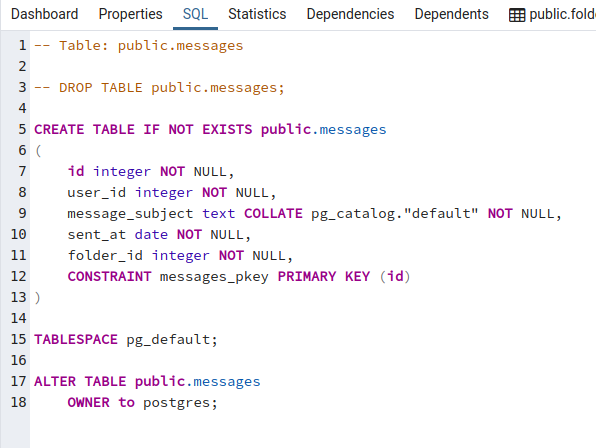 Dashboard Properties SQL Statistics Dependencies Dependents public.fold
1 -- Table: public.messages
2
3 -- DROP TABLE public.messages;
4
5 CREATE TABLE IF NOT EXISTS public.messages
6 (
7     id integer NOT NULL,
8     user_id integer NOT NULL,
9     message_subject text COLLATE pg_catalog."default" NOT NULL,
10     sent_at date NOT NULL,
11     folder_id integer NOT NULL,
12     CONSTRAINT messages_pkey PRIMARY KEY (id)
13 )
14
15 TABLESPACE pg_default;
16
17 ALTER TABLE public.messages
18     OWNER to postgres;